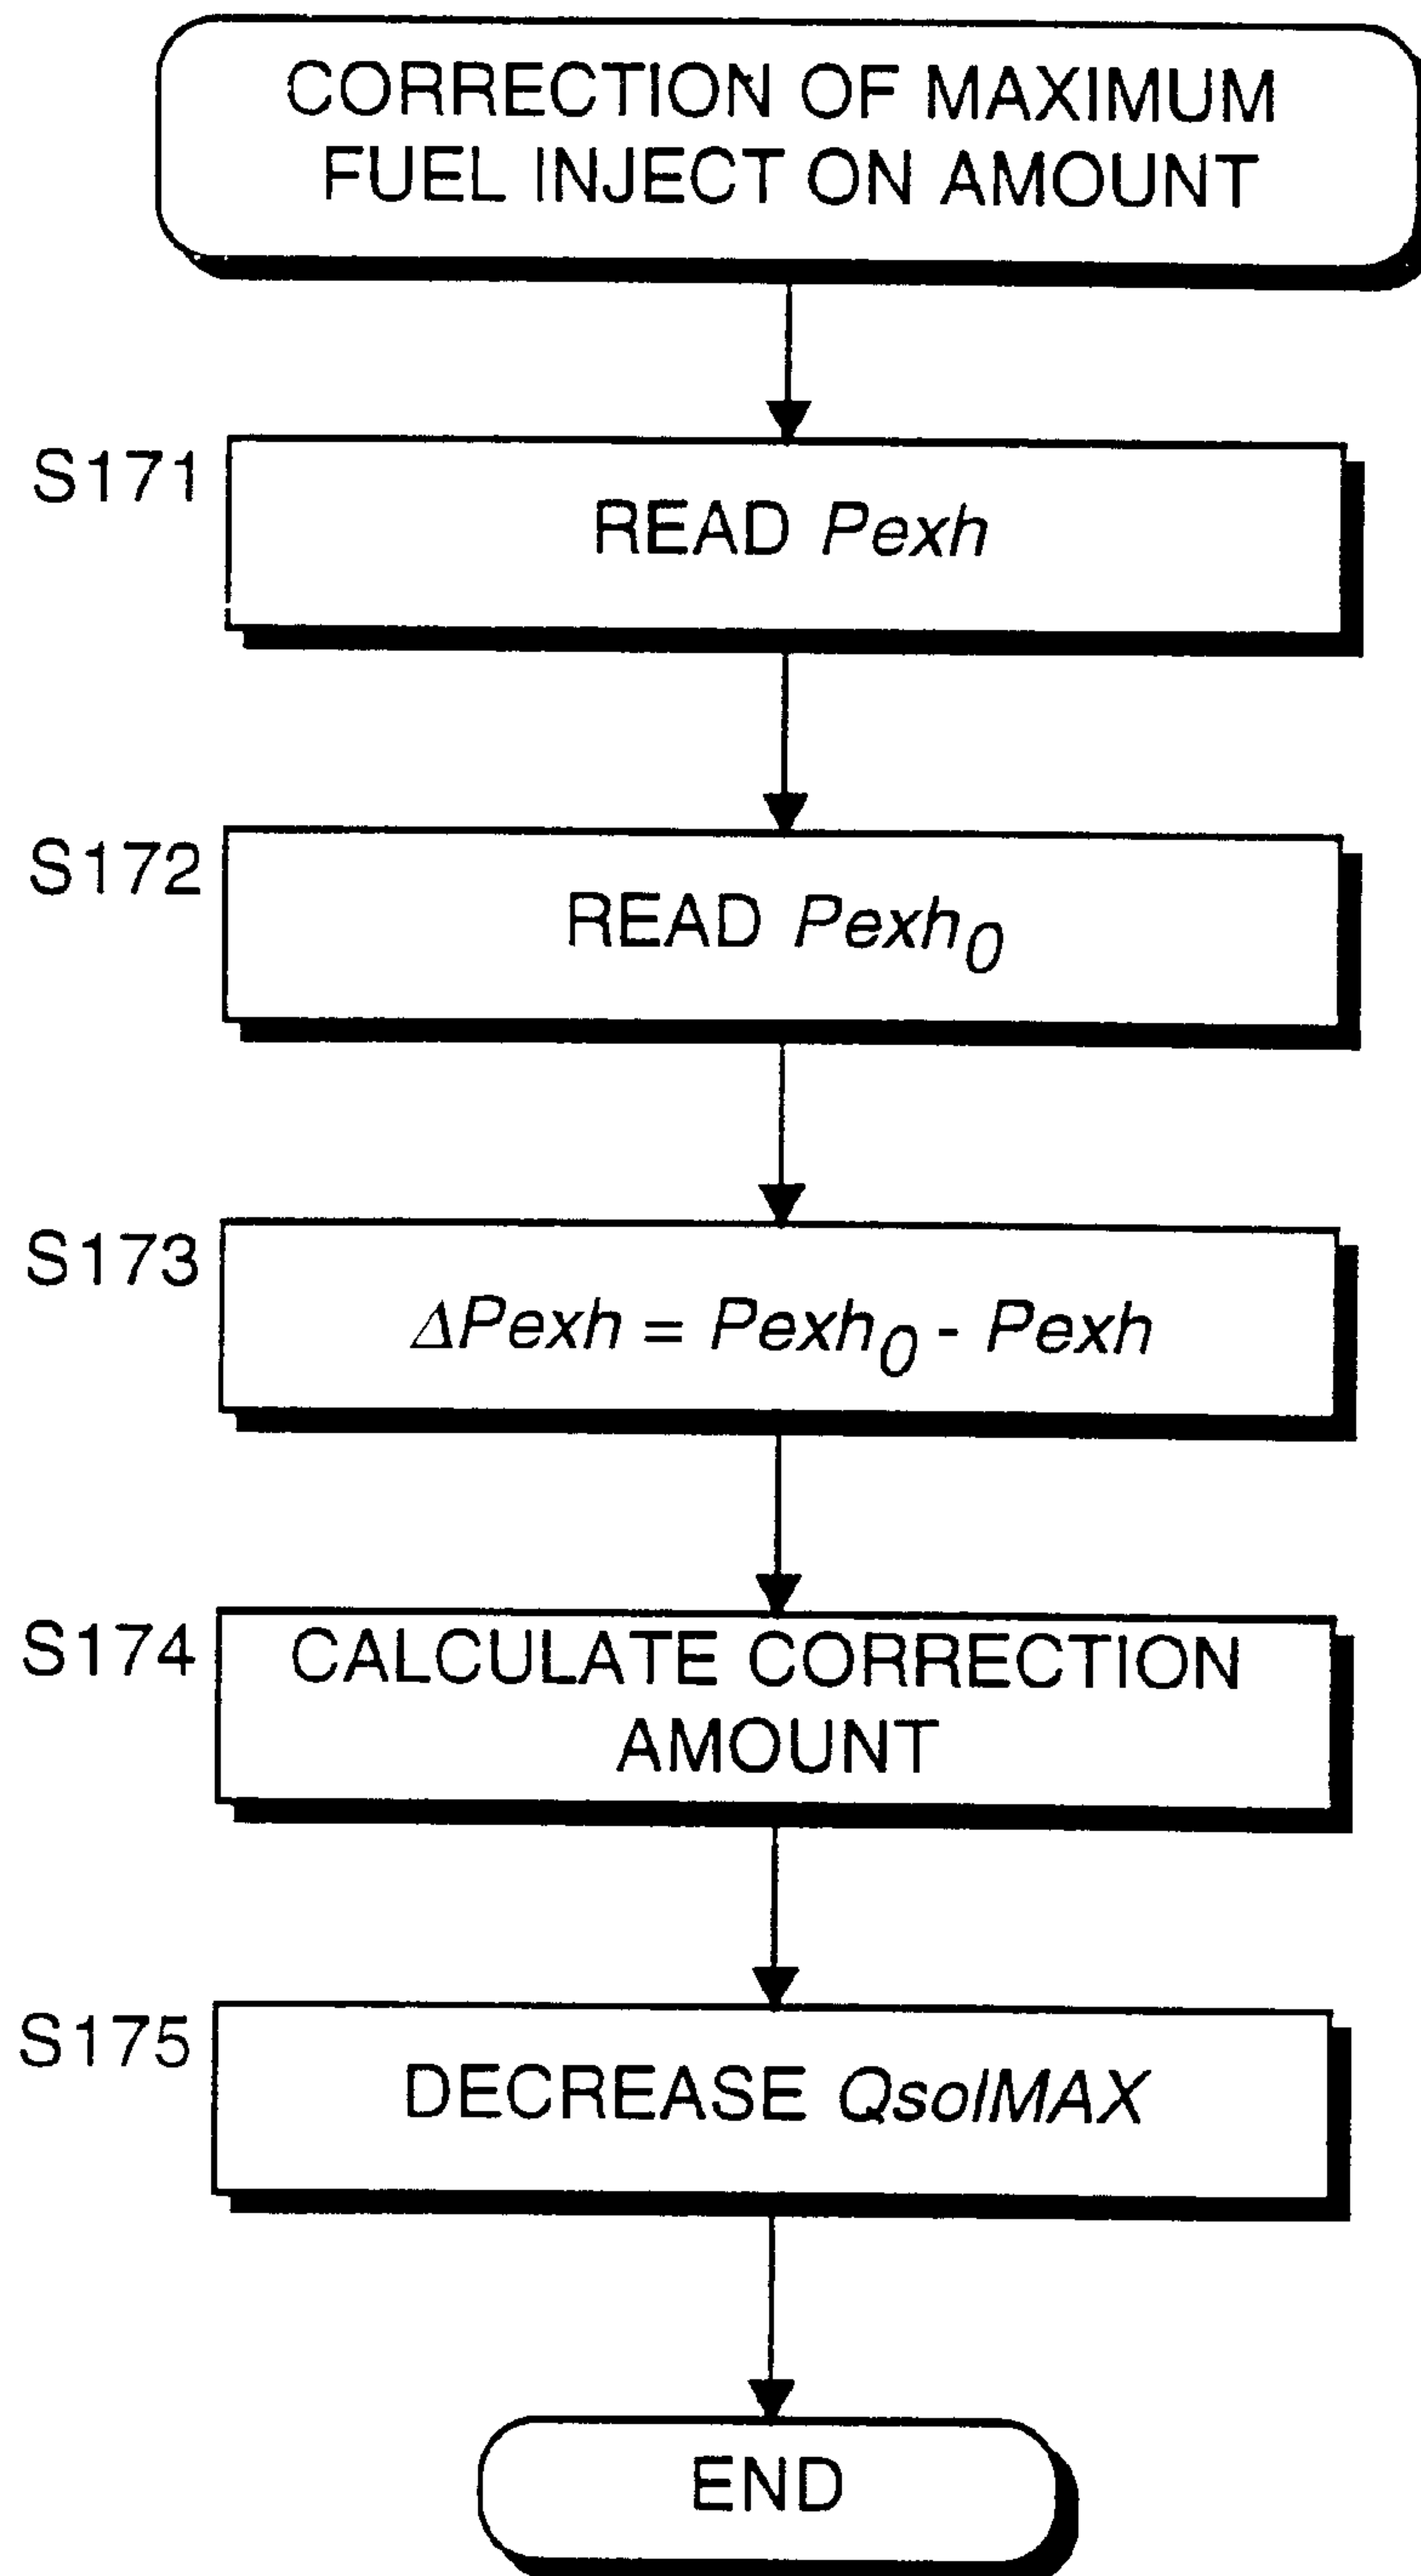 CORRECTION OF MAXIMUM
FUEL INJECT ON AMOUNT
S171
READ Pexh
S172
READ Pexh₀
S173
ΔPexh = Pexh₀ - Pexh
S174
CALCULATE CORRECTION
AMOUNT
S175
DECREASE QsolMAX
END